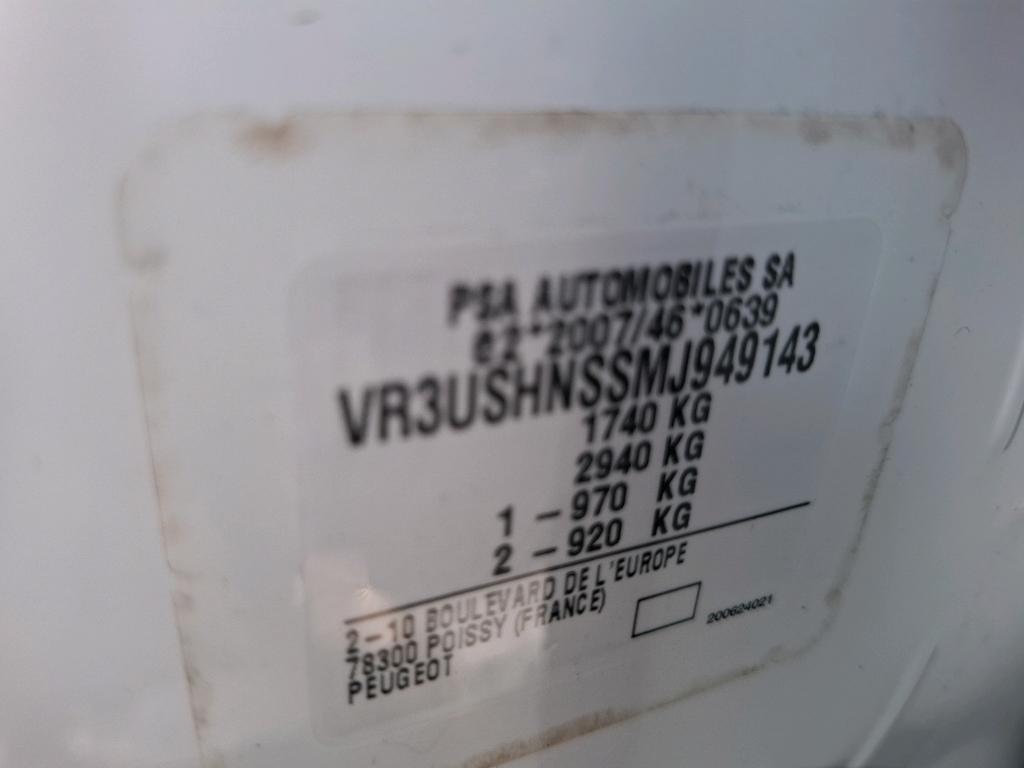 PSA AUTOMOBILES SA
e2*2007/46*0639
VR3USHNSSMJ949143
1740 KG
2940 KG
1 -970 KG
2 -920 KG
2-10 BOULEVARD DE L'EUROPE
78300 POISSY (FRANCE)
PEUGEOT
200624021